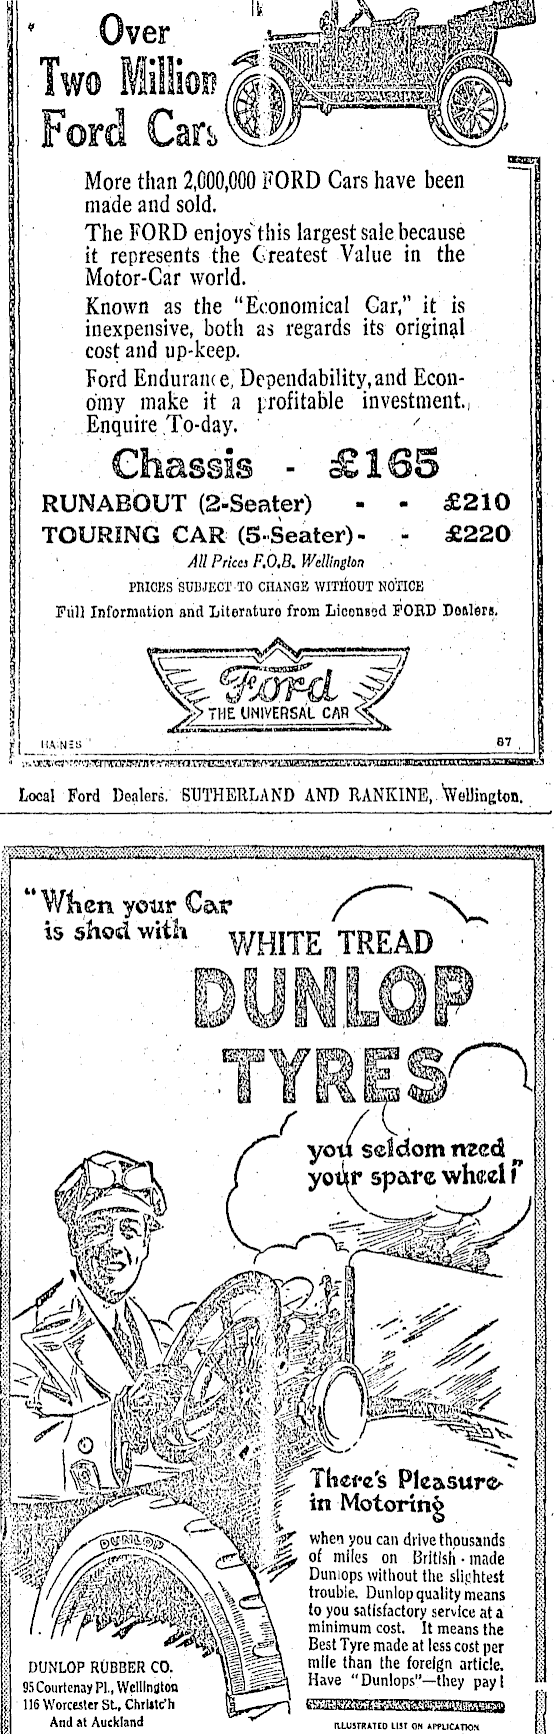 Over
Two Million
Ford Cars
More than 2,000,000 FORD Cars have been
made and sold.
The FORD enjoys this largest sale because
it represents the Greatest Value in the
Motor-Car world.
Known as the "Economical Car," it is
inexpensive, both as regards its original
cost and up-keep.
Ford Endurance, Dependability, and Econ-
omy make it a profitable investment.
Enquire To-day.
Chassis - £165
RUNABOUT (2-Seater) - - £210
TOURING CAR (5-Seater) - - £220
All Prices F.O.B. Wellington
PRICES SUBJECT TO CHANGE WITHOUT NOTICE
Full Information and Literature from Licensed FORD Dealers.
Ford
THE UNIVERSAL CAR
HAINES 87
Local Ford Dealers. SUTHERLAND AND RANKINE, Wellington.
"When your Car
is shod with
WHITE TREAD
DUNLOP
TYRES
you seldom need
your spare wheel!"
There's Pleasure
in Motoring
when you can drive thousands
of miles on British-made
Dunlops without the slightest
trouble. Dunlop quality means
to you satisfactory service at a
minimum cost. It means the
Best Tyre made at less cost per
mile than the foreign article.
Have "Dunlops"—they pay!
DUNLOP
DUNLOP RUBBER CO.
95 Courtenay Pl., Wellington
116 Worcester St., Christc'h
And at Auckland
ILLUSTRATED LIST ON APPLICATION